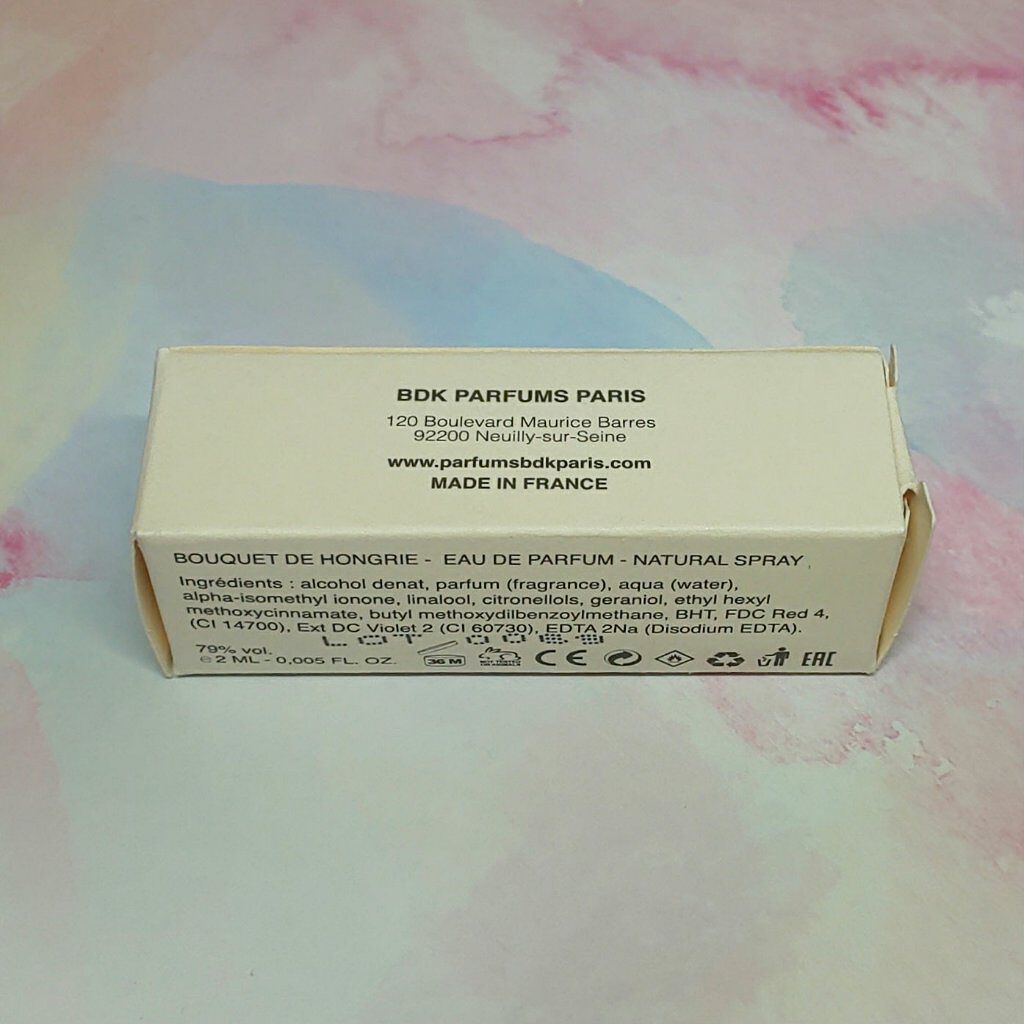 BDK PARFUMS PARIS
120 Boulevard Maurice Barres
92200 Neuilly-sur-Seine
www.parfumsbdkparis.com
MADE IN FRANCE
BOUQUET DE HONGRIE - EAU DE PARFUM - NATURAL SPRAY
Ingrédients : alcohol denat, parfum (fragrance), aqua (water),
alpha-isomethyl ionone, linalool, citronellols, geraniol, ethyl hexyl
methoxycinnamate, butyl methoxydilbenzoylmethane, BHT, FDC Red 4,
(CI 14700), Ext DC Violet 2 (CI 60730), EDTA 2Na (Disodium EDTA).
79% vol.
℮ 2 ML - 0,005 FL. OZ. 36 M CE EAC